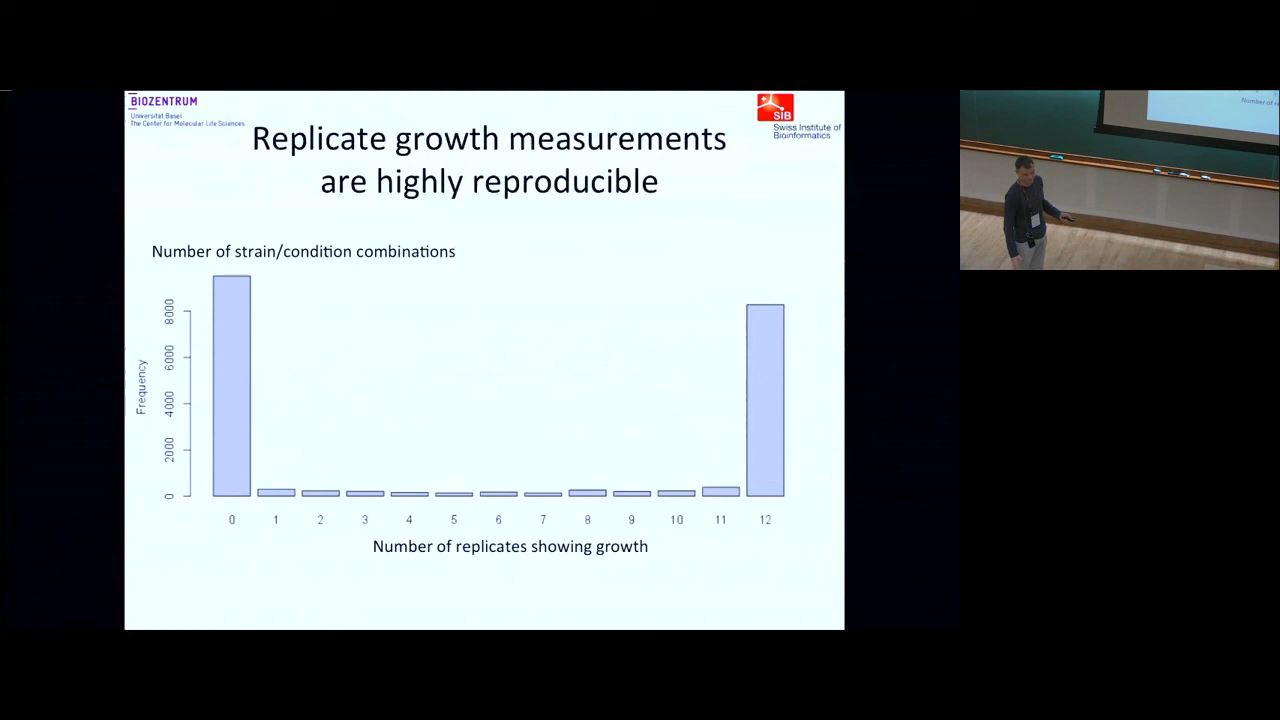 BIOZENTRUM
Universität Basel
The Center for Molecular Life Sciences
SIB
Swiss Institute of
Bioinformatics
Replicate growth measurements
are highly reproducible
Number of strain/condition combinations
Frequency
8000
6000
4000
2000
0
0 1 2 3 4 5 6 7 8 9 10 11 12
Number of replicates showing growth